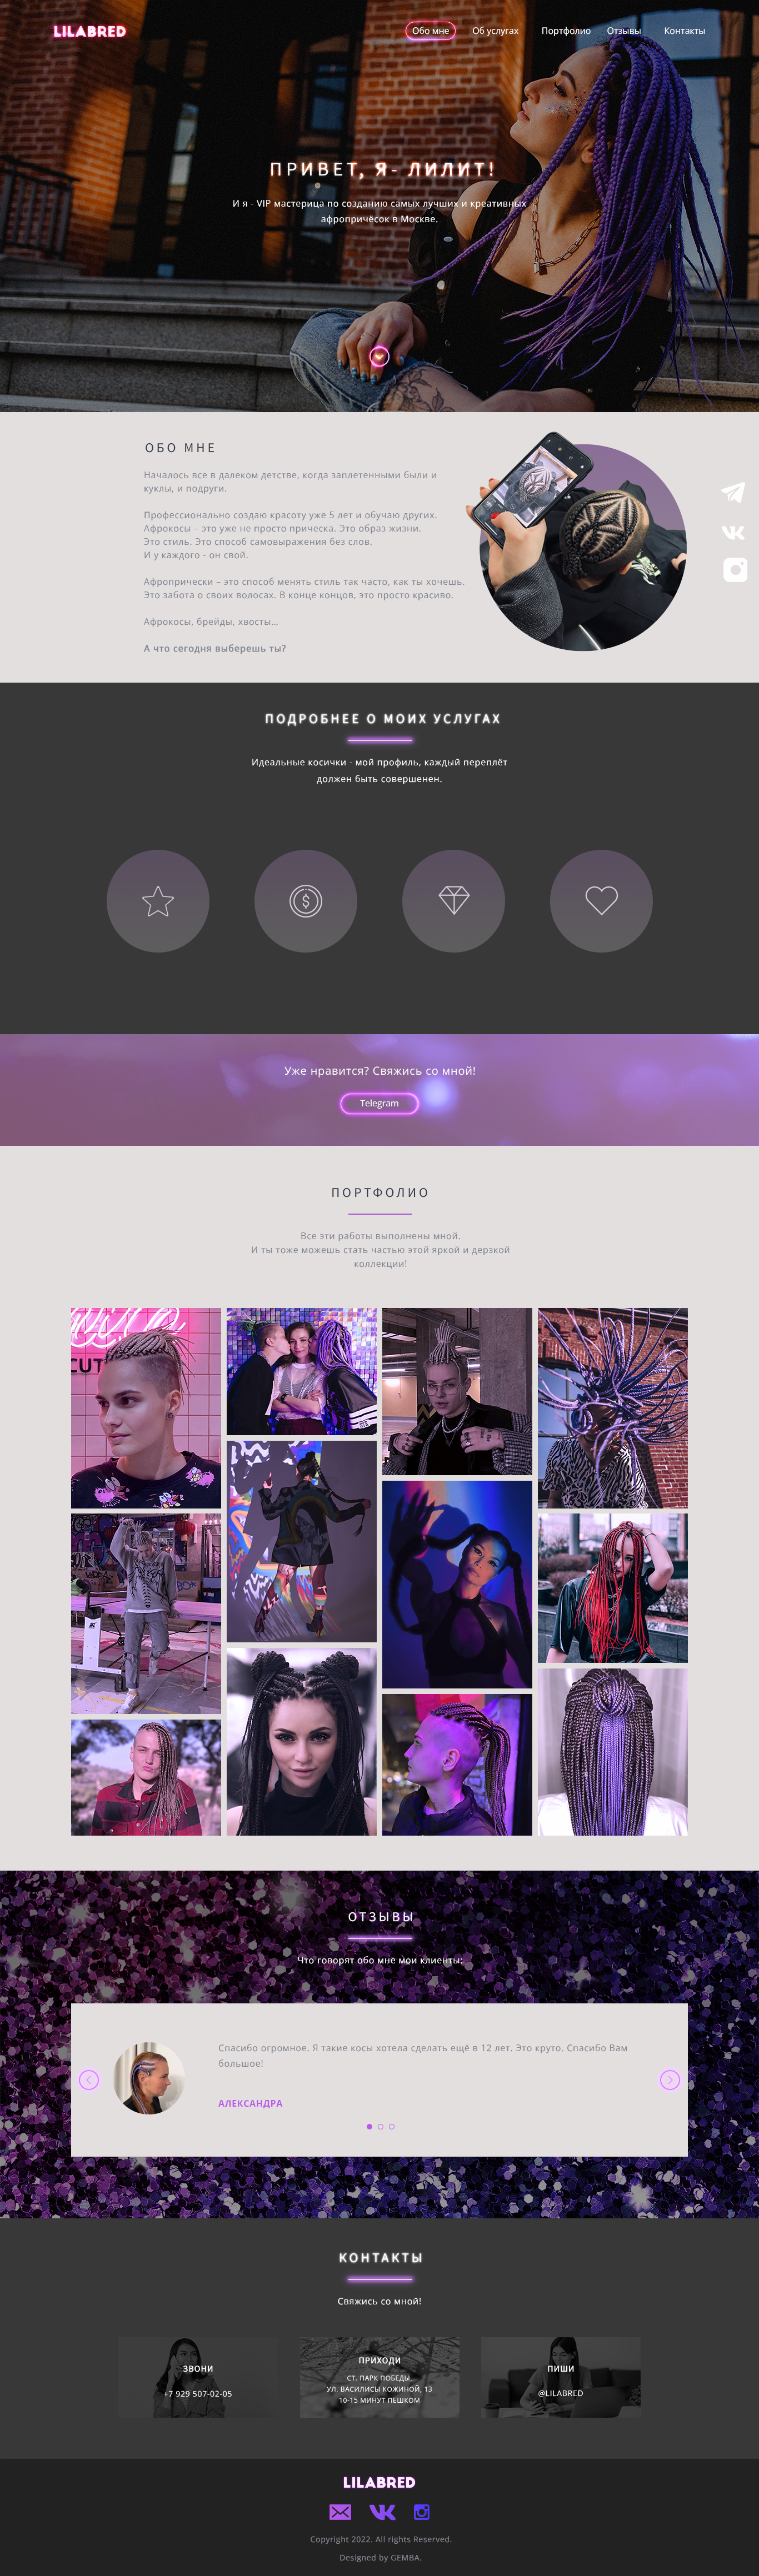 LILABRED
Обо мне Об услугах Портфолио Отзывы Контакты
ПРИВЕТ, Я- ЛИЛИТ!
И я - VIP мастерица по созданию самых лучших и креативных
афропричёсок в Москве.
ОБО МНЕ
Началось все в далеком детстве, когда заплетенными были и
куклы, и подруги.
Профессионально создаю красоту уже 5 лет и обучаю других.
Афрокосы – это уже не просто прическа. Это образ жизни.
Это стиль. Это способ самовыражения без слов.
И у каждого - он свой.
Афропрически – это способ менять стиль так часто, как ты хочешь.
Это забота о своих волосах. В конце концов, это просто красиво.
Афрокосы, брейды, хвосты...
А что сегодня выберешь ты?
ПОДРОБНЕЕ О МОИХ УСЛУГАХ
Идеальные косички - мой профиль, каждый переплёт
должен быть совершенен.
Уже нравится? Свяжись со мной!
Telegram
ПОРТФОЛИО
Все эти работы выполнены мной.
И ты тоже можешь стать частью этой яркой и дерзкой
коллекции!
CUT
ОТЗЫВЫ
Что говорят обо мне мои клиенты:
Спасибо огромное. Я такие косы хотела сделать ещё в 12 лет. Это круто. Спасибо Вам
большое!
АЛЕКСАНДРА
КОНТАКТЫ
Свяжись со мной!
ЗВОНИ
+7 929 507-02-05
ПРИХОДИ
СТ. ПАРК ПОБЕДЫ,
УЛ. ВАСИЛИСЫ КОЖИНОЙ, 13
10-15 МИНУТ ПЕШКОМ
ПИШИ
@LILABRED
LILABRED
Copyright 2022. All rights Reserved.
Designed by GEMBA.